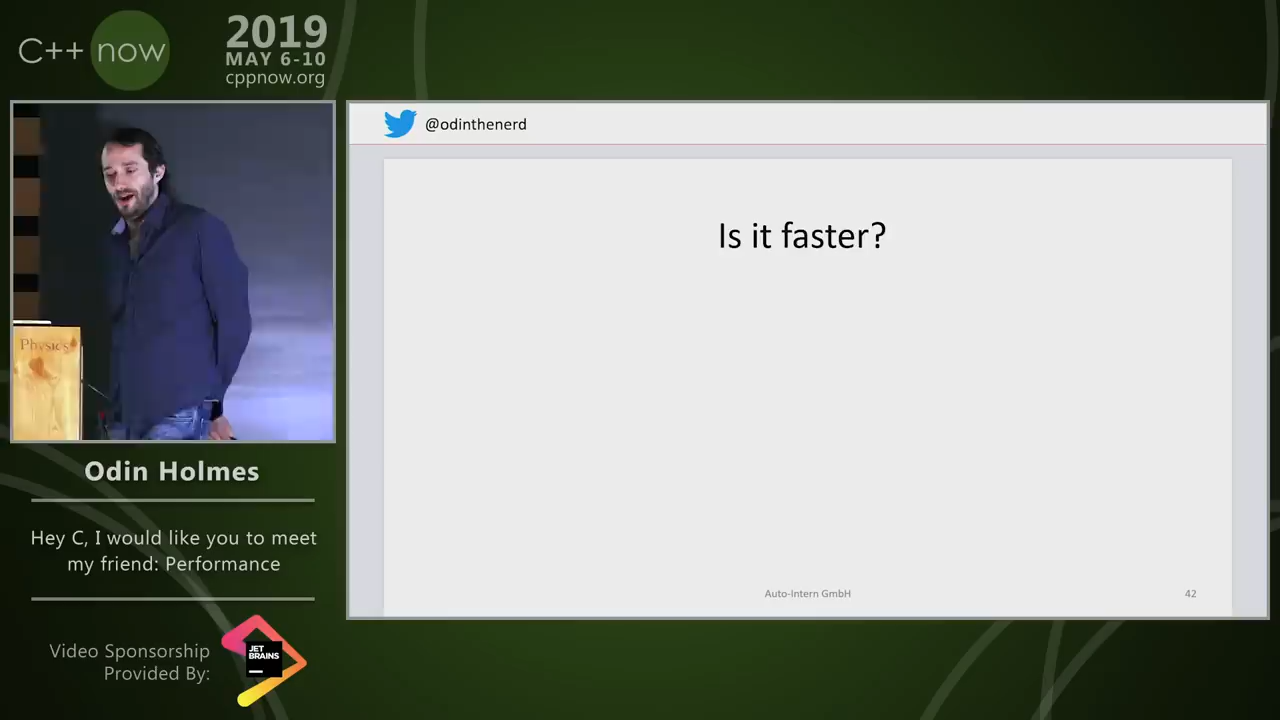 C++ now
2019
MAY 6-10
cppnow.org
@odinthenerd
Is it faster?
Physics
Odin Holmes
Hey C, I would like you to meet
my friend: Performance
Video Sponsorship
Provided By:
JET
BRAINS
Auto-Intern GmbH
42